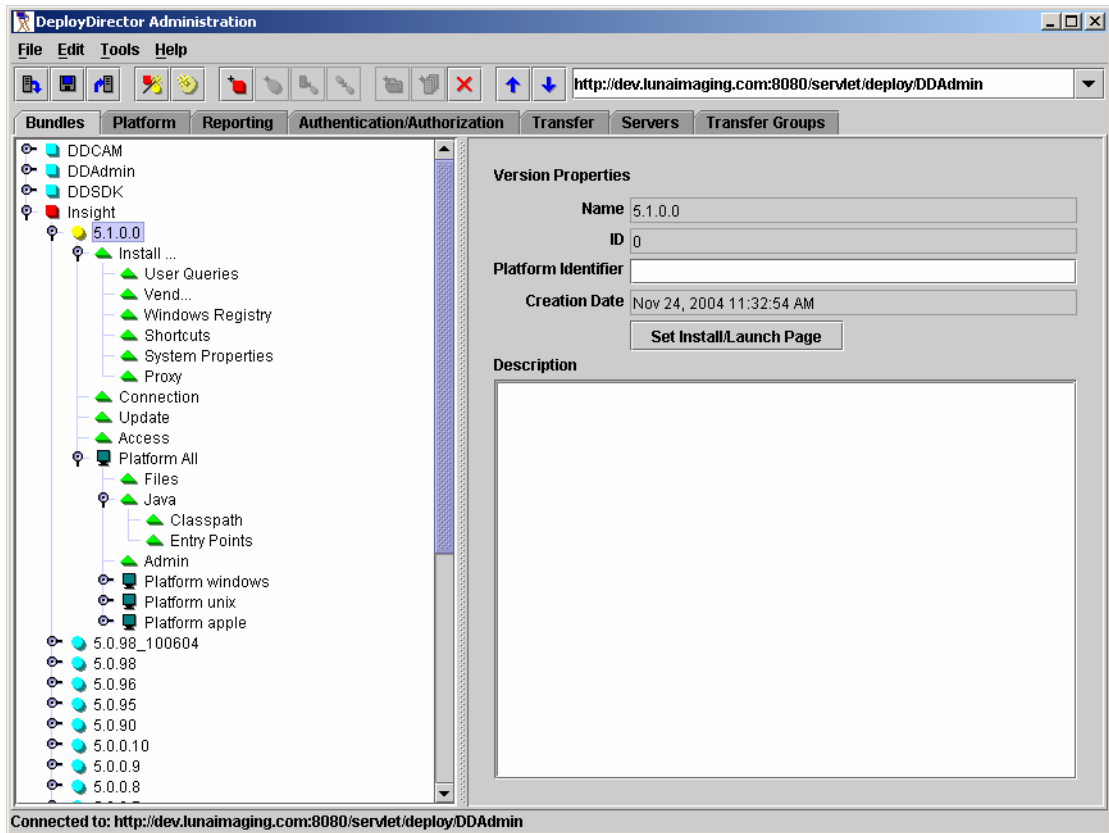 DeployDirector Administration
File Edit Tools Help
http://dev.lunaimaging.com:8080/servlet/deploy/DDAdmin
Bundles Platform Reporting Authentication/Authorization Transfer Servers Transfer Groups
DDCAM
DDAdmin
DDSDK
Insight
5.1.0.0
Install ...
User Queries
Vend...
Windows Registry
Shortcuts
System Properties
Proxy
Connection
Update
Access
Platform All
Files
Java
Classpath
Entry Points
Admin
Platform windows
Platform unix
Platform apple
5.0.98_100604
5.0.98
5.0.96
5.0.95
5.0.90
5.0.0.10
5.0.0.9
5.0.0.8
Version Properties
Name 5.1.0.0
ID 0
Platform Identifier
Creation Date Nov 24, 2004 11:32:54 AM
Set Install/Launch Page
Description
Connected to: http://dev.lunaimaging.com:8080/servlet/deploy/DDAdmin